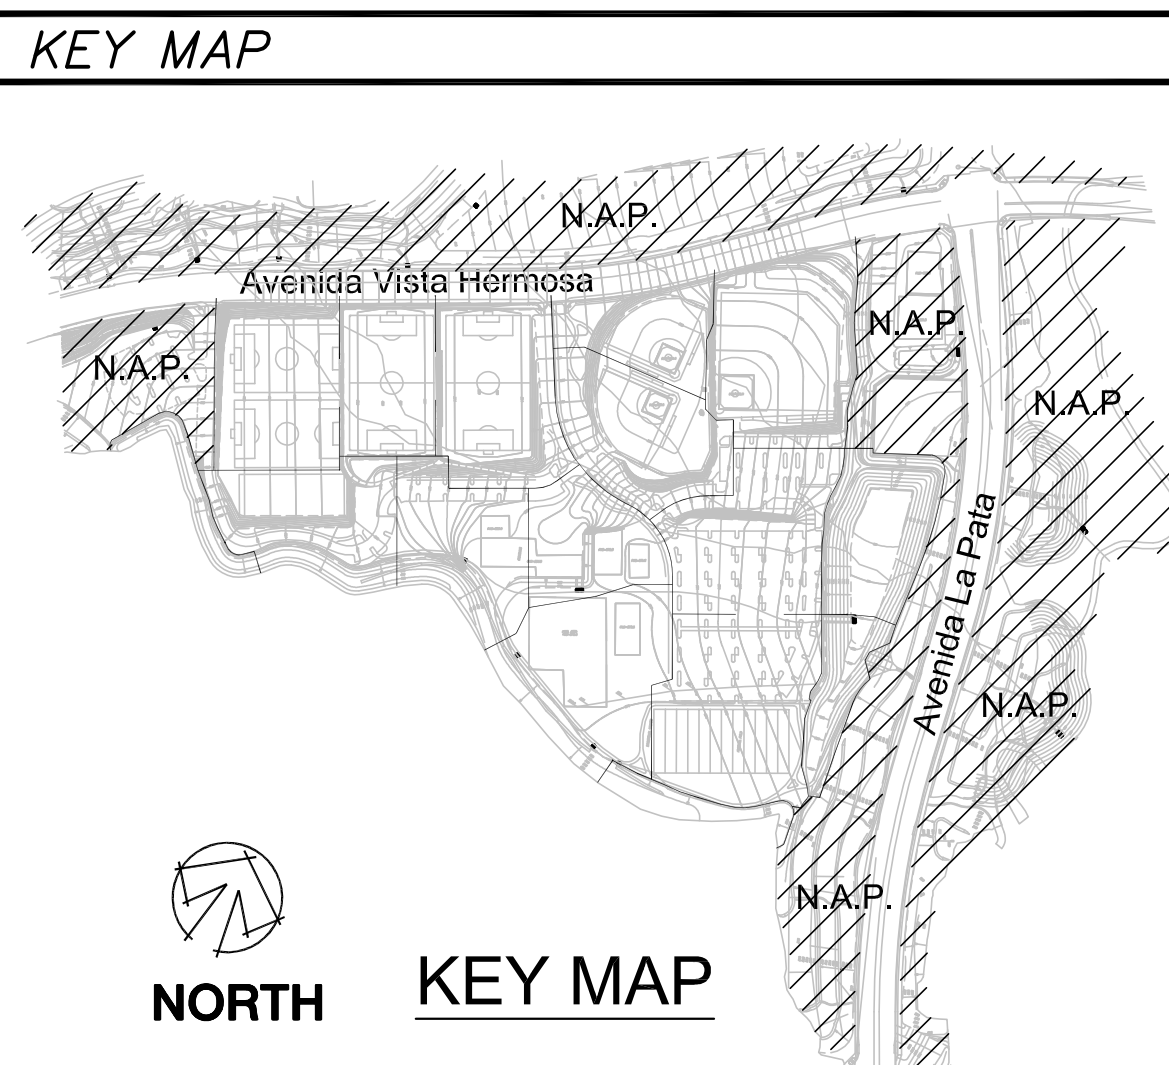 KEY MAP
N.A.P.
Avenida Vista Hermosa
N.A.P.
N.A.P.
N.A.P.
Avenida La Pata
N.A.P.
N.A.P.
NORTH
KEY MAP